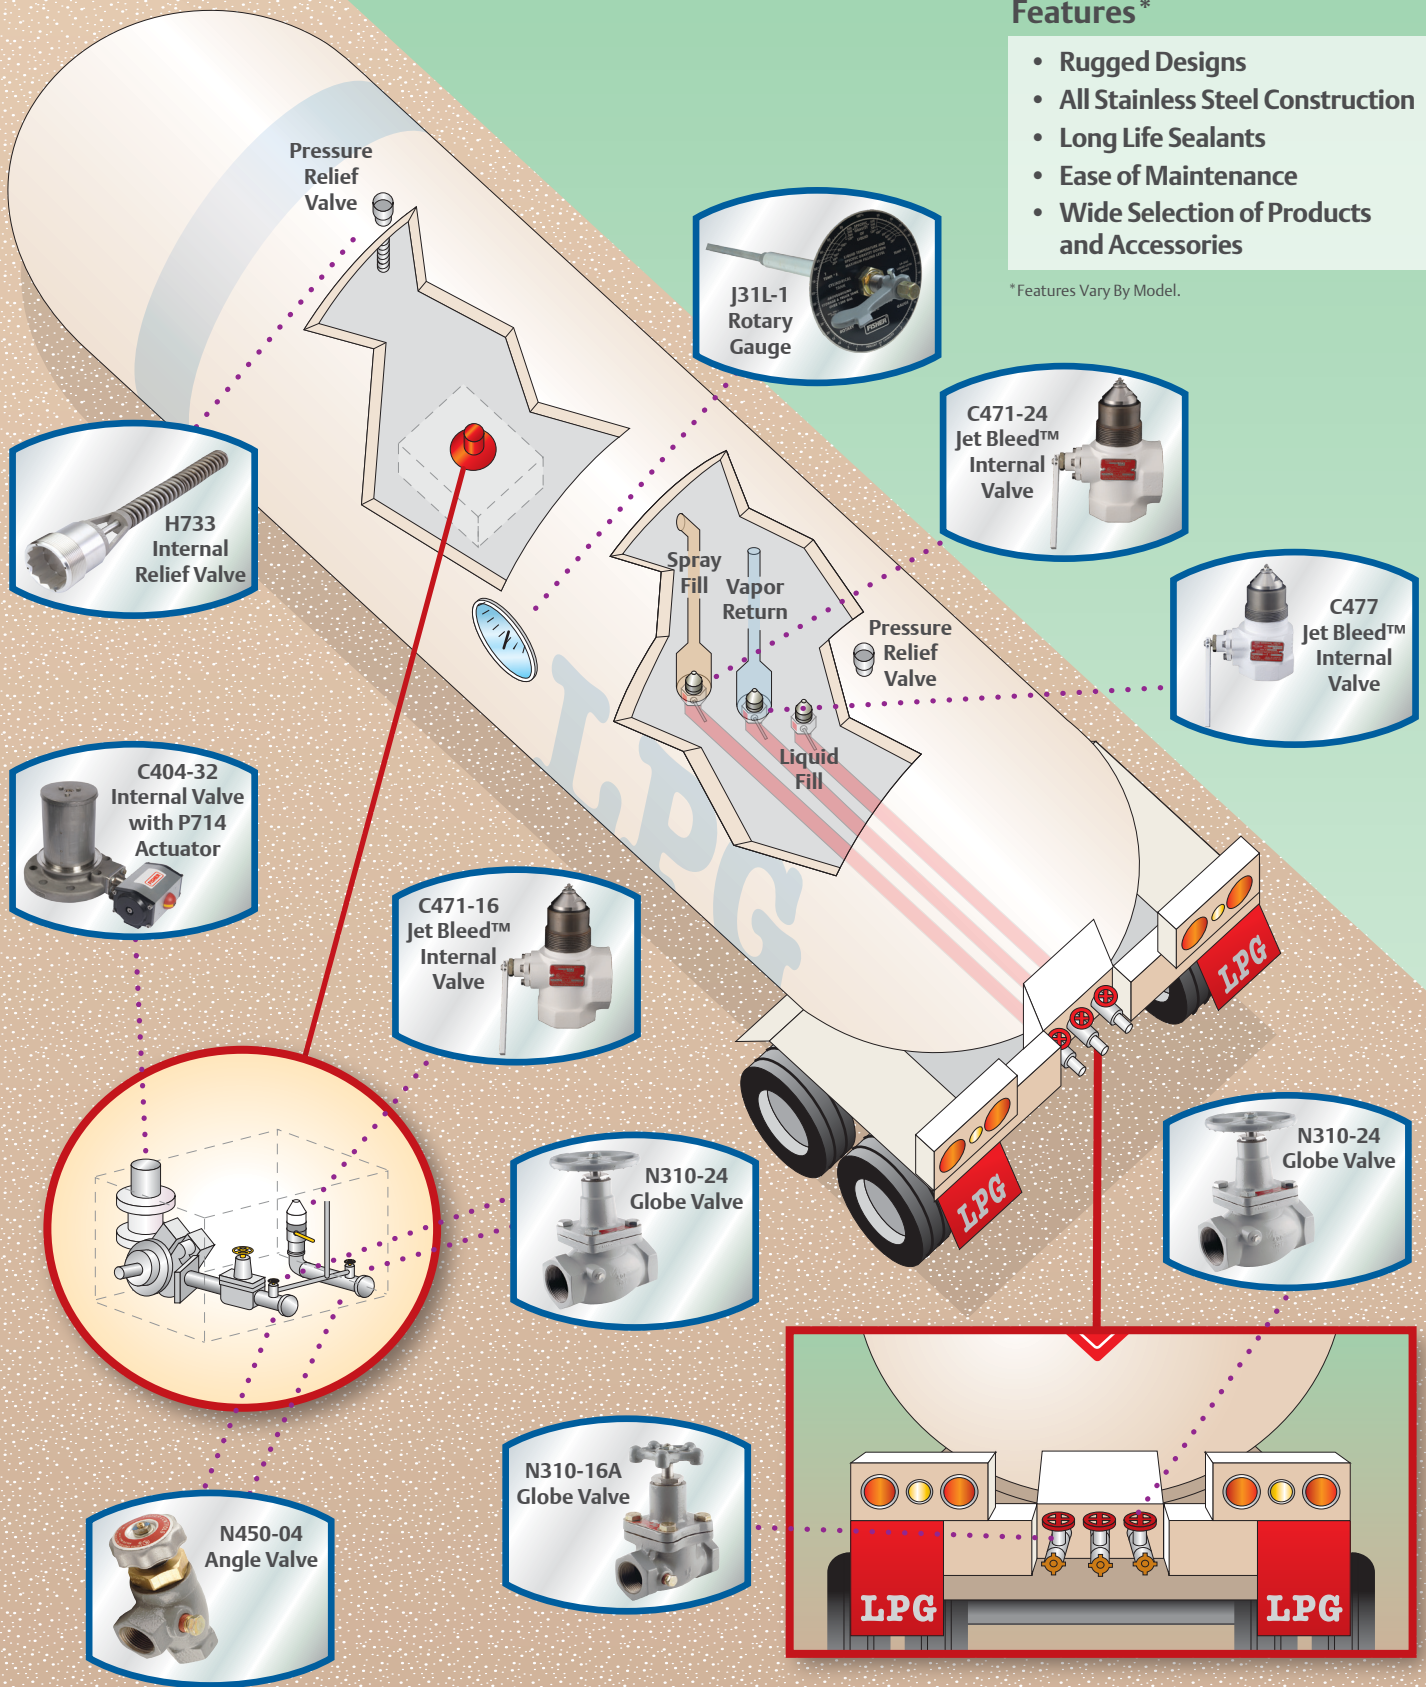 Features*
• Rugged Designs
• All Stainless Steel Construction
• Long Life Sealants
• Ease of Maintenance
• Wide Selection of Products
and Accessories
*Features Vary By Model.
Pressure
Relief
Valve
J31L-1
Rotary
Gauge
FISHER
C471-24
Jet Bleed™
Internal
Valve
H733
Internal
Relief Valve
Spray
Fill
Vapor
Return
Pressure
Relief
Valve
C477
Jet Bleed™
Internal
Valve
Liquid
Fill
LPG
C404-32
Internal Valve
with P714
Actuator
FISHER
C471-16
Jet Bleed™
Internal
Valve
LPG
LPG
N310-24
Globe Valve
N310-24
Globe Valve
N310-16A
Globe Valve
N450-04
Angle Valve
LPG
LPG